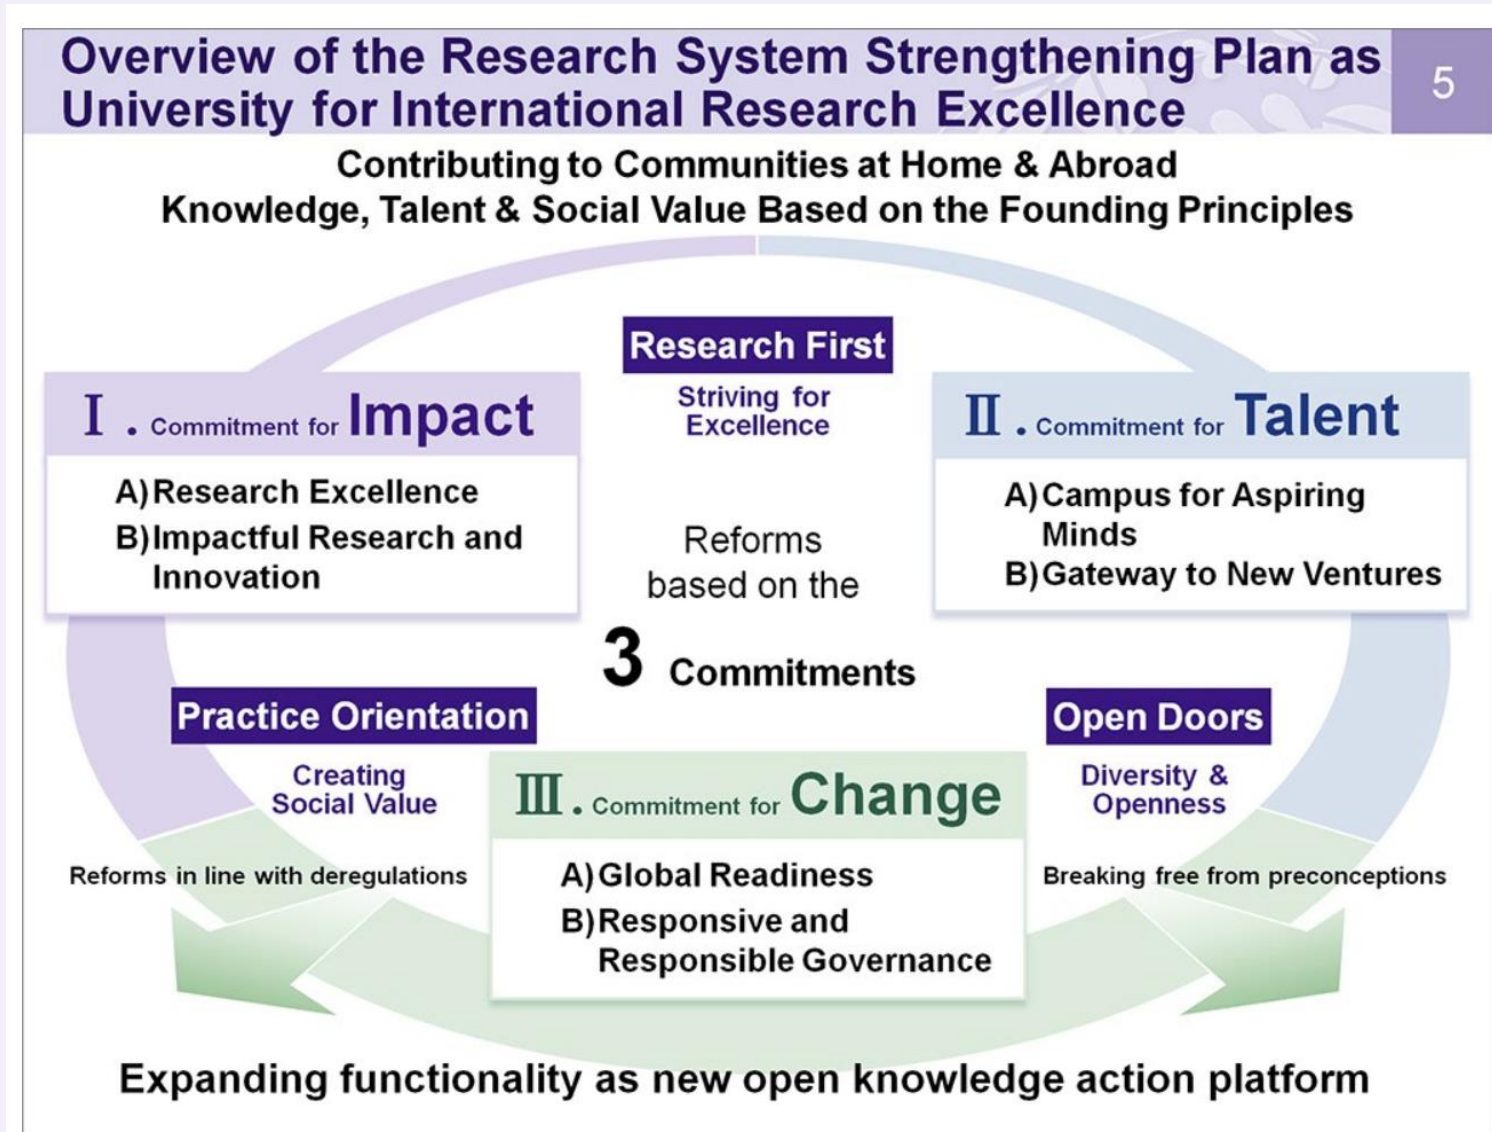 Overview of the Research System Strengthening Plan as
University for International Research Excellence
5
Contributing to Communities at Home & Abroad
Knowledge, Talent & Social Value Based on the Founding Principles
Research First
Striving for
Excellence
Ⅰ. Commitment for Impact
A) Research Excellence
B) Impactful Research and
Innovation
Ⅱ. Commitment for Talent
A) Campus for Aspiring
Minds
B) Gateway to New Ventures
Reforms
based on the
3 Commitments
Practice Orientation
Creating
Social Value
Reforms in line with deregulations
Open Doors
Diversity &
Openness
Breaking free from preconceptions
Ⅲ. Commitment for Change
A) Global Readiness
B) Responsive and
Responsible Governance
Expanding functionality as new open knowledge action platform